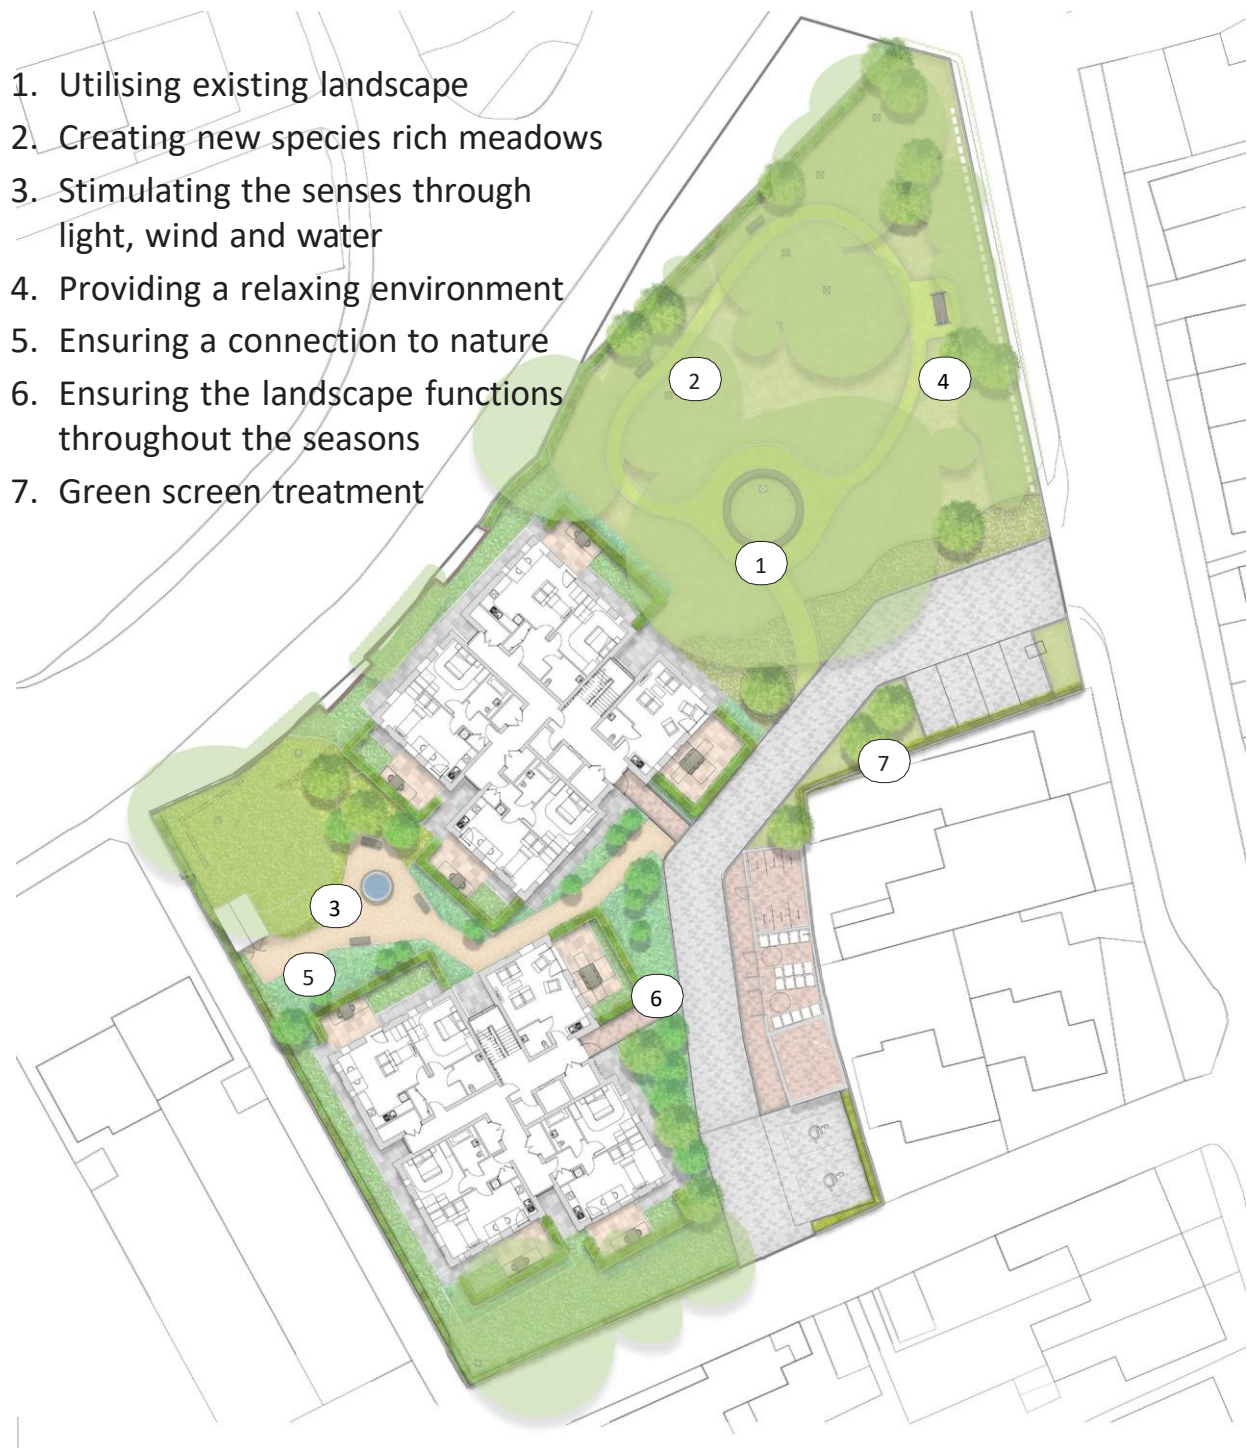 1. Utilising existing landscape
2. Creating new species rich meadows
3. Stimulating the senses through
light, wind and water
4. Providing a relaxing environment
5. Ensuring a connection to nature
6. Ensuring the landscape functions
throughout the seasons
7. Green screen treatment
2
4
1
7
3
5
6